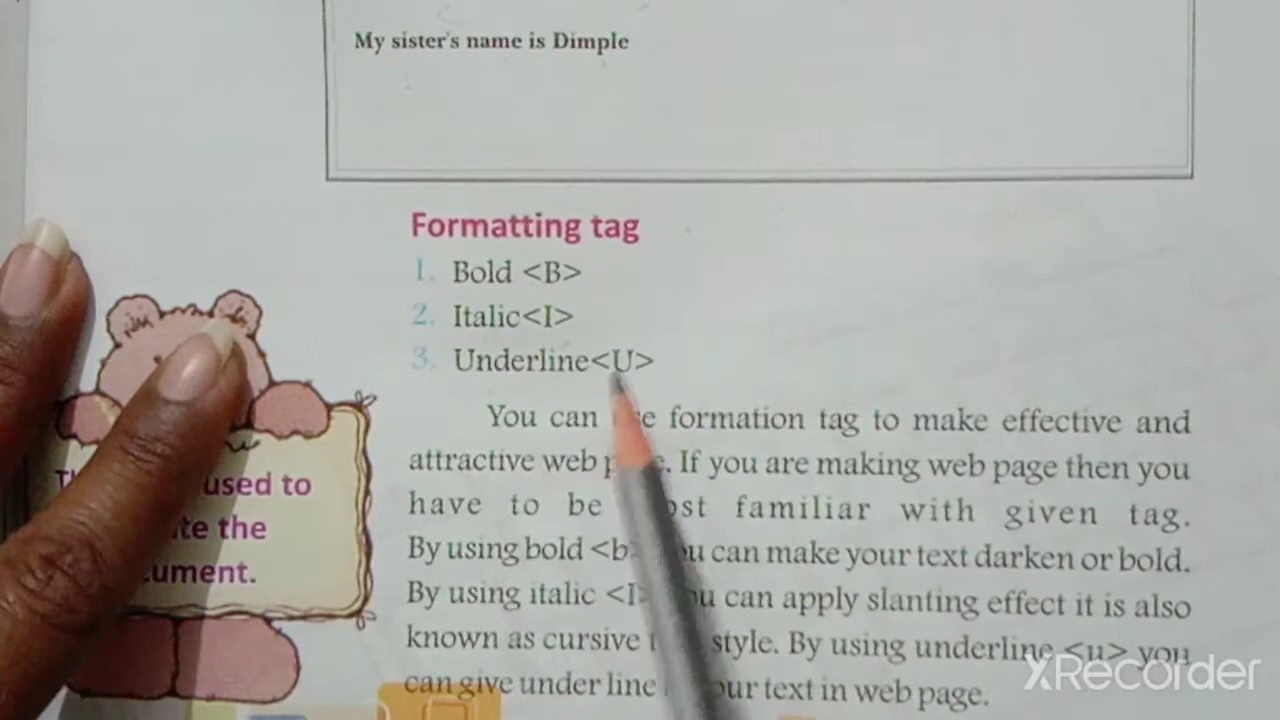 My sister's name is Dimple
Formatting tag
1. Bold <B>
2. Italic<I>
3. Underline<U>
You can formation tag to make effective and
attractive web . If you are making web page then you
have to be familiar with given tag.
By using bold <b> can make your text darken or bold.
By using italic <I> can apply slanting effect it is also
known as cursive style. By using underline <u> you
can give under line your text in web page.
used to
the
XRecorder